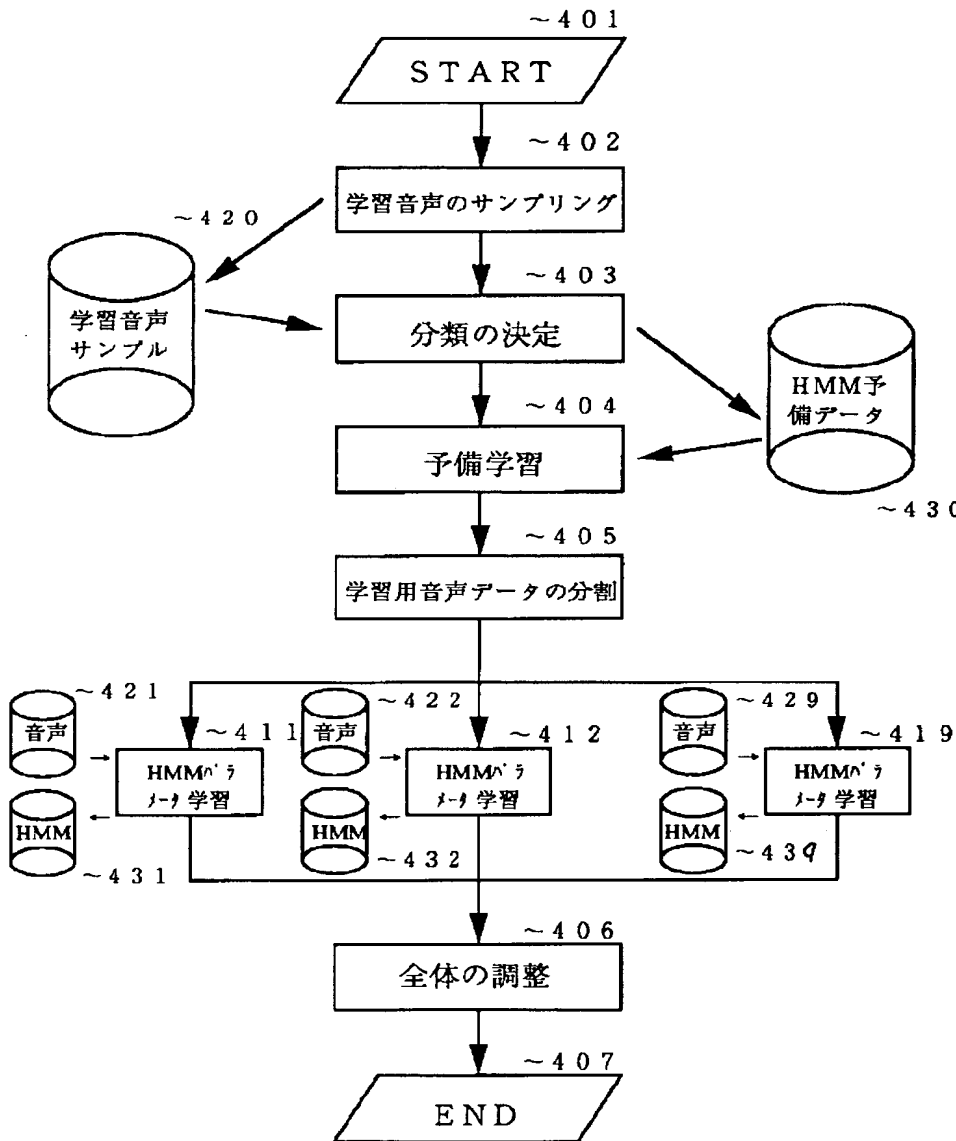 ~401
START
~402
学習音声のサンプリング
~420
学習音声
サンプル
~403
分類の決定
HMM予
備データ
~430
~404
予備学習
~405
学習用音声データの分割
~421
音声
~411
HMMパラ
メータ学習
HMM
~431
~422
音声
~412
HMMパラ
メータ学習
HMM
~432
~429
音声
~419
HMMパラ
メータ学習
HMM
~439
~406
全体の調整
~407
END